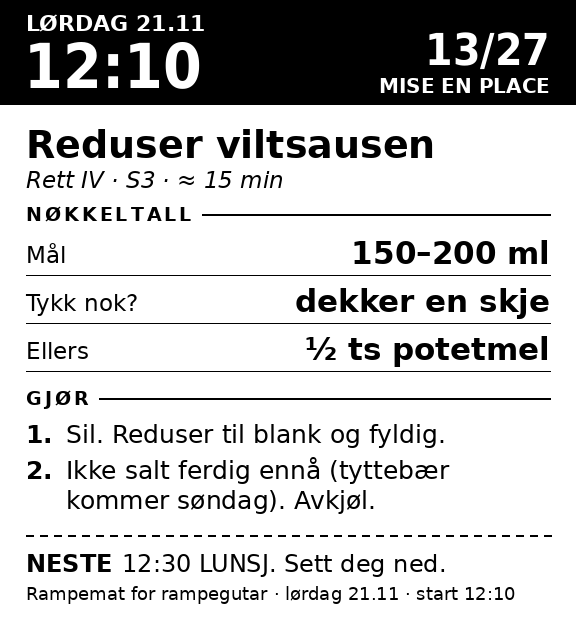 LØRDAG 21.11
12:10
13/27
MISE EN PLACE
Reduser viltsausen
Rett IV · S3 · ≈ 15 min
NØKKELTALL
Mål 150–200 ml
Tykk nok? dekker en skje
Ellers ½ ts potetmel
GJØR
1. Sil. Reduser til blank og fyldig.
2. Ikke salt ferdig ennå (tyttebær
kommer søndag). Avkjøl.
NESTE 12:30 LUNSJ. Sett deg ned.
Rampemat for rampegutar · lørdag 21.11 · start 12:10